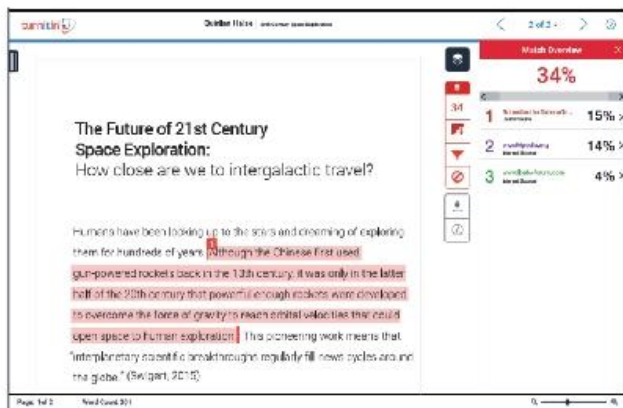 turnitin
2 of 2
Match Overview
34%
34
1 15%
2 14%
3 4%
Internet Source
The Future of 21st Century
Space Exploration:
How close are we to intergalactic travel?
Humans have been looking up to the stars and dreaming of exploring
them for hundreds of years. Although the Chinese first used
gun-powered rockets back in the 13th century, it was only in the latter
half of the 20th century that powerful enough rockets were developed
to overcome the force of gravity to reach orbital velocities that could
open space to human exploration. This pioneering work means that
"interplanetary scientific breakthroughs regularly fill news cycles around
the globe." (Swigert, 2015)
Page: 1 of 2 Word Count: